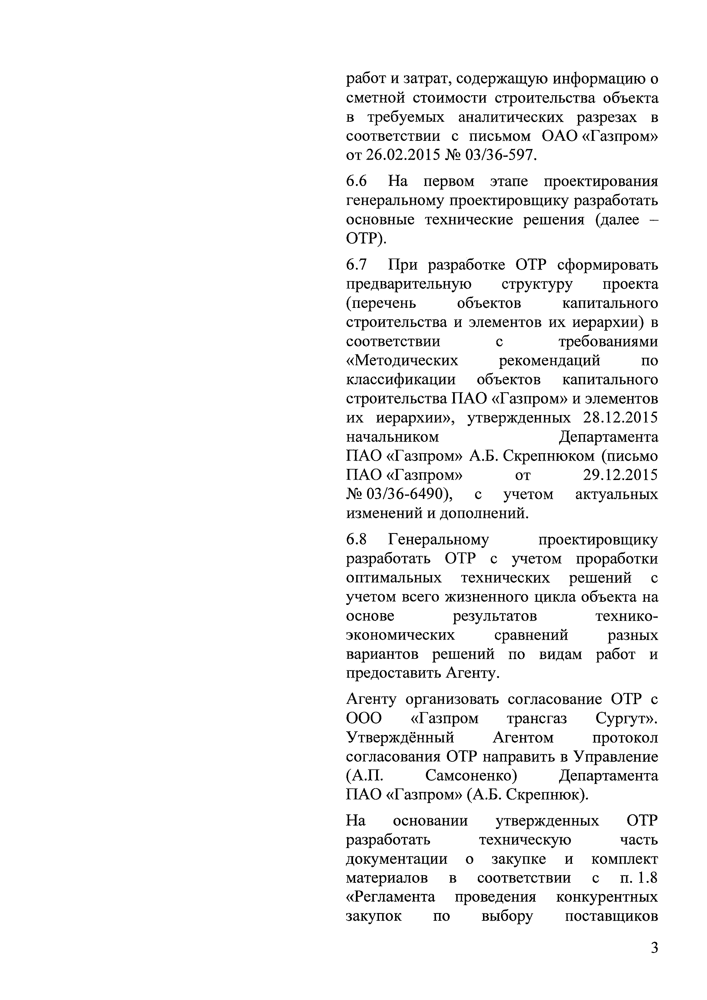 работ и затрат, содержащую информацию о
сметной стоимости строительства объекта
в требуемых аналитических разрезах в
соответствии с письмом ОАО «Газпром»
от 26.02.2015 № 03/36-597.
6.6 На первом этапе проектирования
генеральному проектировщику разработать
основные технические решения (далее –
ОТР).
6.7 При разработке ОТР сформировать
предварительную структуру проекта
(перечень объектов капитального
строительства и элементов их иерархии) в
соответствии с требованиями
«Методических рекомендаций по
классификации объектов капитального
строительства ПАО «Газпром» и элементов
их иерархии», утвержденных 28.12.2015
начальником Департамента
ПАО «Газпром» А.Б. Скрепнюком (письмо
ПАО «Газпром» от 29.12.2015
№ 03/36-6490), с учетом актуальных
изменений и дополнений.
6.8 Генеральному проектировщику
разработать ОТР с учетом проработки
оптимальных технических решений с
учетом всего жизненного цикла объекта на
основе результатов технико-
экономических сравнений разных
вариантов решений по видам работ и
предоставить Агенту.
Агенту организовать согласование ОТР с
ООО «Газпром трансгаз Сургут».
Утверждённый Агентом протокол
согласования ОТР направить в Управление
(А.П. Самсоненко) Департамента
ПАО «Газпром» (А.Б. Скрепнюк).
На основании утвержденных ОТР
разработать техническую часть
документации о закупке и комплект
материалов в соответствии с п. 1.8
«Регламента проведения конкурентных
закупок по выбору поставщиков
3